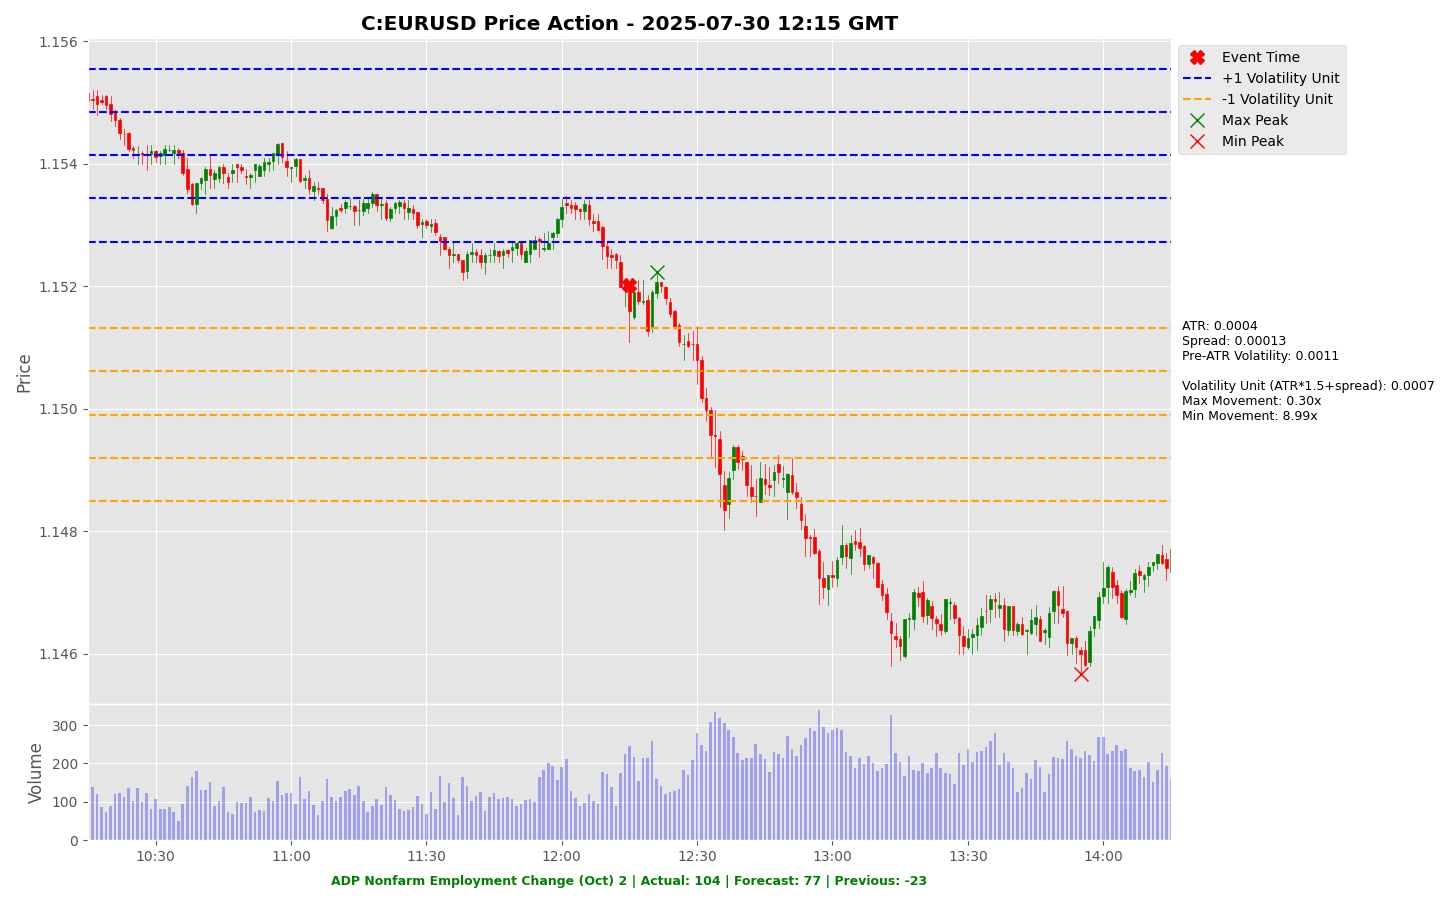 C:EURUSD Price Action - 2025-07-30 12:15 GMT
Event Time
+1 Volatility Unit
-1 Volatility Unit
Max Peak
Min Peak
Price
1.156
1.154
1.152
1.150
1.148
1.146
ATR: 0.0004
Spread: 0.00013
Pre-ATR Volatility: 0.0011
Volatility Unit (ATR*1.5+spread): 0.0007
Max Movement: 0.30x
Min Movement: 8.99x
Volume
300
200
100
0
10:30 11:00 11:30 12:00 12:30 13:00 13:30 14:00
ADP Nonfarm Employment Change (Oct) 2 | Actual: 104 | Forecast: 77 | Previous: -23